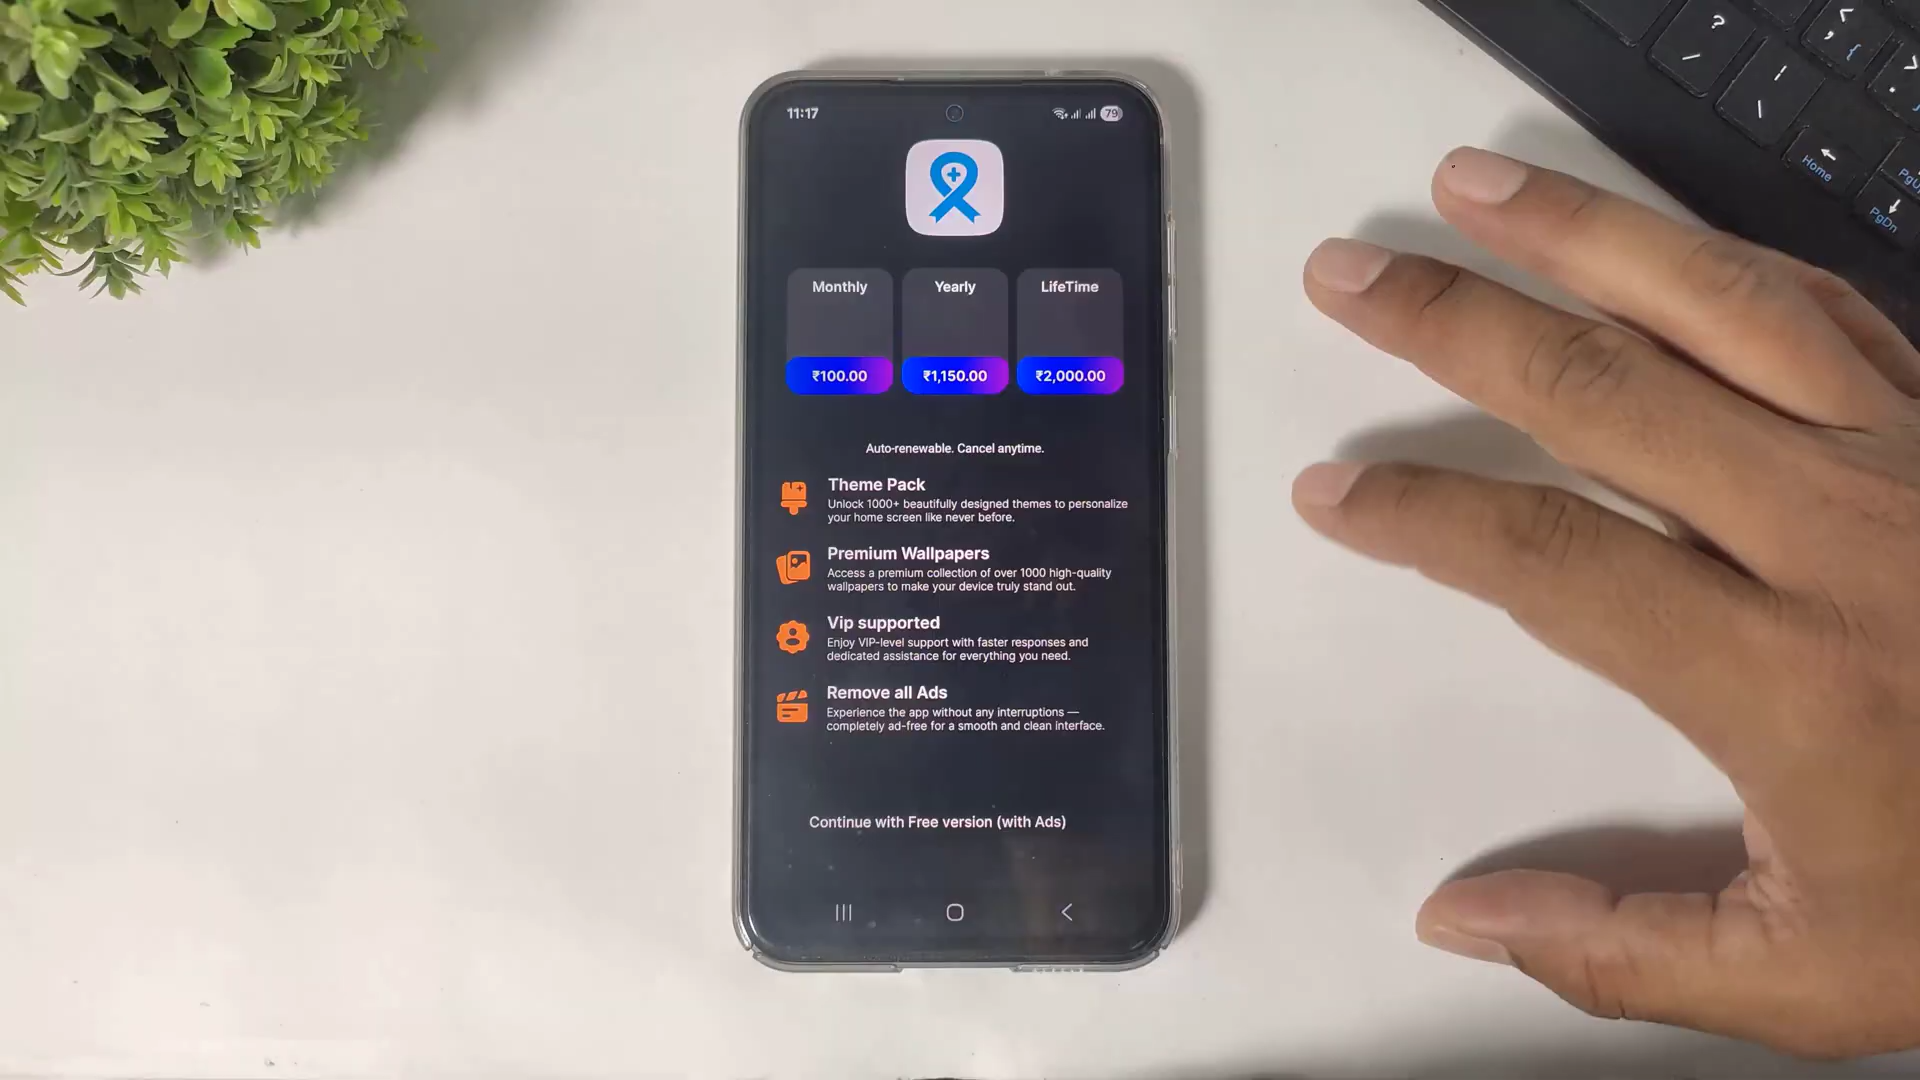 11:17
79
Monthly
Yearly
LifeTime
₹100.00
₹1,150.00
₹2,000.00
Auto-renewable. Cancel anytime.
Theme Pack
Unlock 1000+ beautifully designed themes to personalize
your home screen like never before.
Premium Wallpapers
Access a premium collection of over 1000 high-quality
wallpapers to make your device truly stand out.
Vip supported
Enjoy VIP-level support with faster responses and
dedicated assistance for everything you need.
Remove all Ads
Experience the app without any interruptions —
completely ad-free for a smooth and clean interface.
Continue with Free version (with Ads)
?
/
<
,
{
>
.
|
\
Home
PgDn